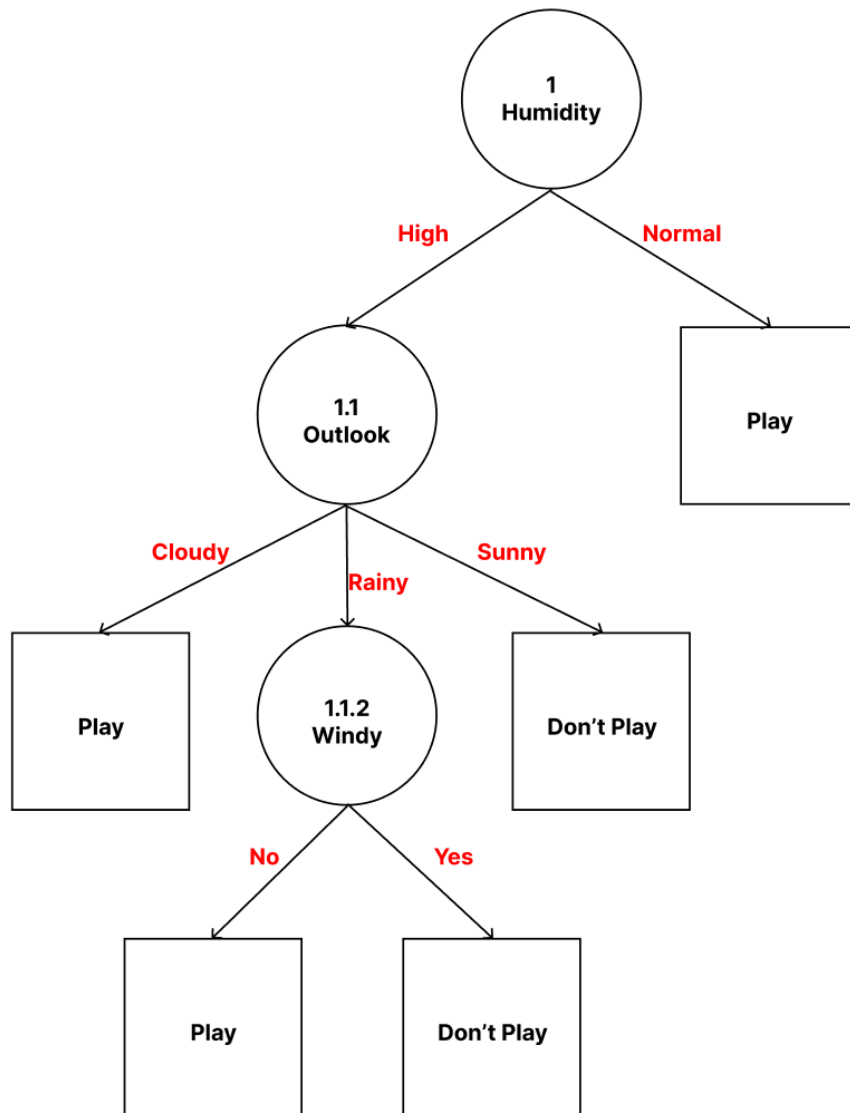 1
Humidity
High
Normal
1.1
Outlook
Play
Cloudy
Rainy
Sunny
Play
1.1.2
Windy
Don’t Play
No
Yes
Play
Don’t Play